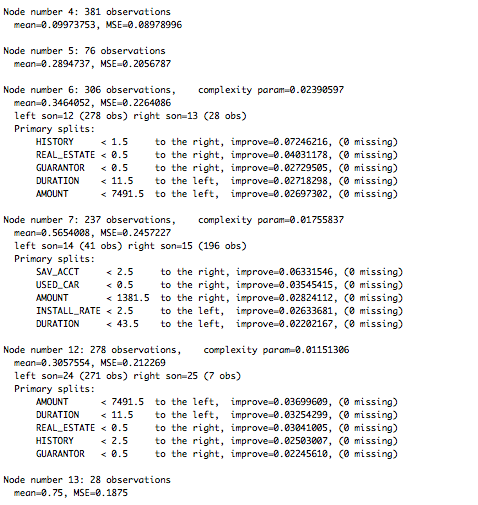 Node number 4: 381 observations
mean=0.09973753, MSE=0.08978996
Node number 5: 76 observations
mean=0.2894737, MSE=0.2056787
Node number 6: 306 observations, complexity param=0.02390597
mean=0.3464052, MSE=0.2264086
left son=12 (278 obs) right son=13 (28 obs)
Primary splits:
HISTORY < 1.5 to the right, improve=0.07246216, (0 missing)
REAL_ESTATE < 0.5 to the right, improve=0.04031178, (0 missing)
GUARANTOR < 0.5 to the right, improve=0.02729505, (0 missing)
DURATION < 11.5 to the left, improve=0.02718298, (0 missing)
AMOUNT < 7491.5 to the left, improve=0.02697302, (0 missing)
Node number 7: 237 observations, complexity param=0.01755837
mean=0.5654008, MSE=0.2457227
left son=14 (41 obs) right son=15 (196 obs)
Primary splits:
SAV_ACCT < 2.5 to the right, improve=0.06331546, (0 missing)
USED_CAR < 0.5 to the right, improve=0.03545415, (0 missing)
AMOUNT < 1381.5 to the right, improve=0.02824112, (0 missing)
INSTALL_RATE < 2.5 to the left, improve=0.02633681, (0 missing)
DURATION < 43.5 to the left, improve=0.02202167, (0 missing)
Node number 12: 278 observations, complexity param=0.01151306
mean=0.3057554, MSE=0.212269
left son=24 (271 obs) right son=25 (7 obs)
Primary splits:
AMOUNT < 7491.5 to the left, improve=0.03699609, (0 missing)
DURATION < 11.5 to the right, improve=0.03254299, (0 missing)
REAL_ESTATE < 0.5 to the right, improve=0.03041005, (0 missing)
HISTORY < 2.5 to the right, improve=0.02503007, (0 missing)
GUARANTOR < 0.5 to the right, improve=0.02245610, (0 missing)
Node number 13: 28 observations
mean=0.75, MSE=0.1875